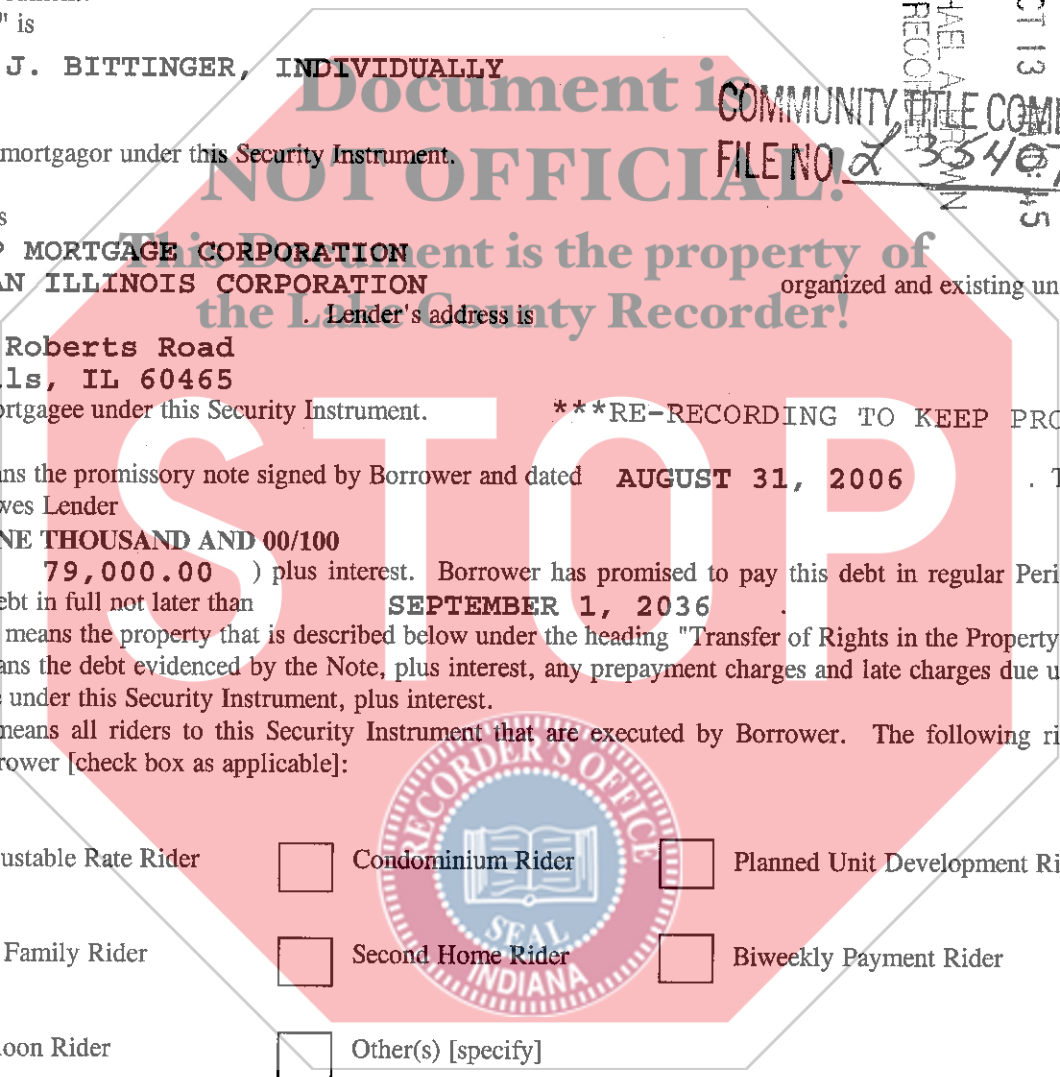 " is
J. BITTINGER, INDIVIDUALLY
Document is
COMMUNITY TITLE COM
FILE NO
mortgagor under this Security Instrument.
NOT OFFICIAL!
CT 13
RECORDER
MORTGAGE CORPORATION
This Document is the property of
AN ILLINOIS CORPORATION organized and existing un
. Lender's address is
the Lake County Recorder!
Roberts Road
lls, IL 60465
ortgagee under this Security Instrument. ***RE-RECORDING TO KEEP PRO
ans the promissory note signed by Borrower and dated AUGUST 31, 2006 . T
wes Lender
NE THOUSAND AND 00/100
79,000.00 ) plus interest. Borrower has promised to pay this debt in regular Peri
ebt in full not later than SEPTEMBER 1, 2036 .
means the property that is described below under the heading "Transfer of Rights in the Property
ans the debt evidenced by the Note, plus interest, any prepayment charges and late charges due u
under this Security Instrument, plus interest.
means all riders to this Security Instrument that are executed by Borrower. The following ri
rower [check box as applicable]:
STOP
ustable Rate Rider Condominium Rider Planned Unit Development Ri
Family Rider Second Home Rider Biweekly Payment Rider
loon Rider Other(s) [specify]
RECORDER'S OFFICE
SEAL
INDIANA